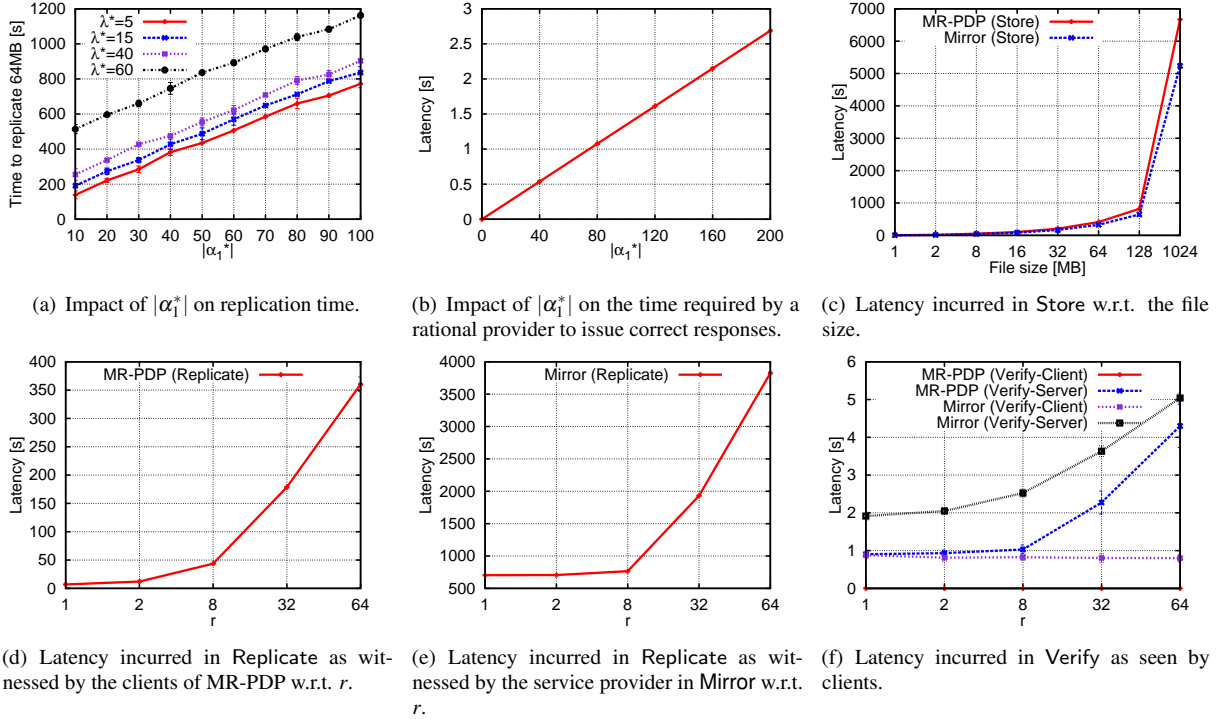 Time to replicate 64MB [s]
1200
1000
800
600
400
200
0
λ*=5
λ*=15
λ*=40
λ*=60
10 20 30 40 50 60 70 80 90 100
|α₁*|
(a) Impact of |α₁*| on replication time.
Latency [s]
3
2.5
2
1.5
1
0.5
0
0 40 80 120 160 200
|α₁*|
(b) Impact of |α₁*| on the time required by a
rational provider to issue correct responses.
Latency [s]
7000
6000
5000
4000
3000
2000
1000
0
MR-PDP (Store)
Mirror (Store)
1 2 8 16 32 64 128 1024
File size [MB]
(c) Latency incurred in Store w.r.t. the file
size.
Latency [s]
400
350
300
250
200
150
100
50
0
MR-PDP (Replicate)
1 2 8 32 64
r
(d) Latency incurred in Replicate as wit-
nessed by the clients of MR-PDP w.r.t. r.
Latency [s]
4000
3500
3000
2500
2000
1500
1000
500
Mirror (Replicate)
1 2 8 32 64
r
(e) Latency incurred in Replicate as wit-
nessed by the service provider in Mirror w.r.t.
r.
Latency [s]
6
5
4
3
2
1
0
MR-PDP (Verify-Client)
MR-PDP (Verify-Server)
Mirror (Verify-Client)
Mirror (Verify-Server)
1 2 8 32 64
r
(f) Latency incurred in Verify as seen by
clients.